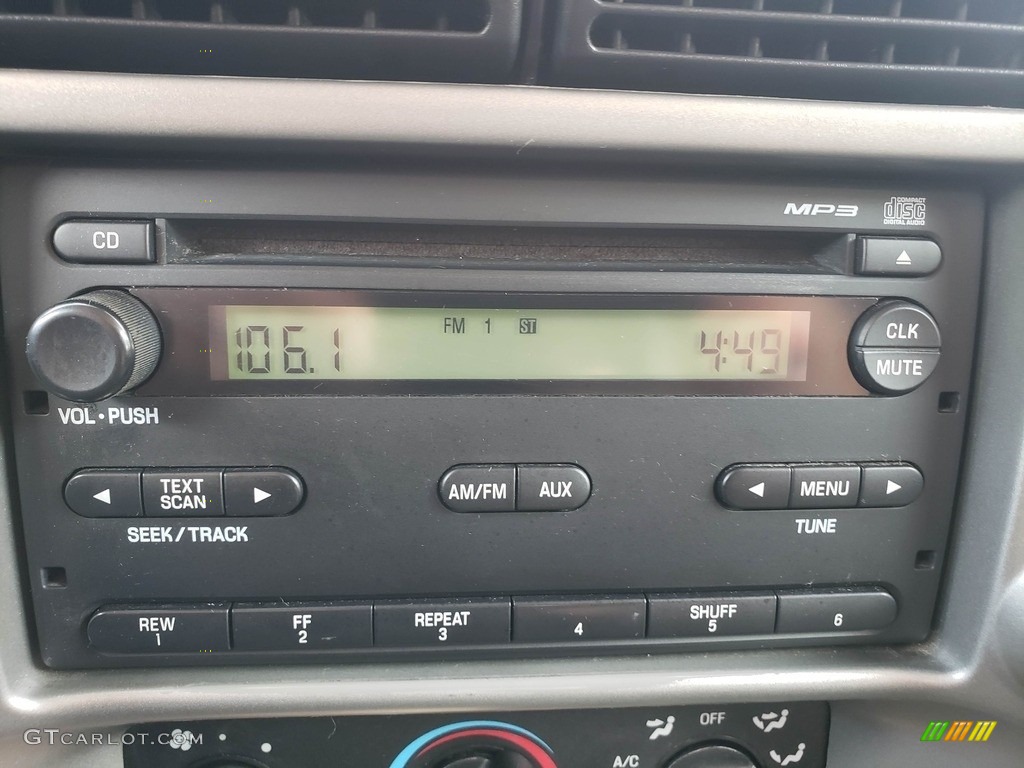 MP3 COMPACT disc DIGITAL AUDIO
CD
106.1 FM 1 ST 4:49
CLK
MUTE
VOL•PUSH
TEXT SCAN
AM/FM AUX
MENU
SEEK/TRACK
TUNE
REW 1
FF 2
REPEAT 3
4
SHUFF 5
6
OFF
A/C
GTCARLOT.COM